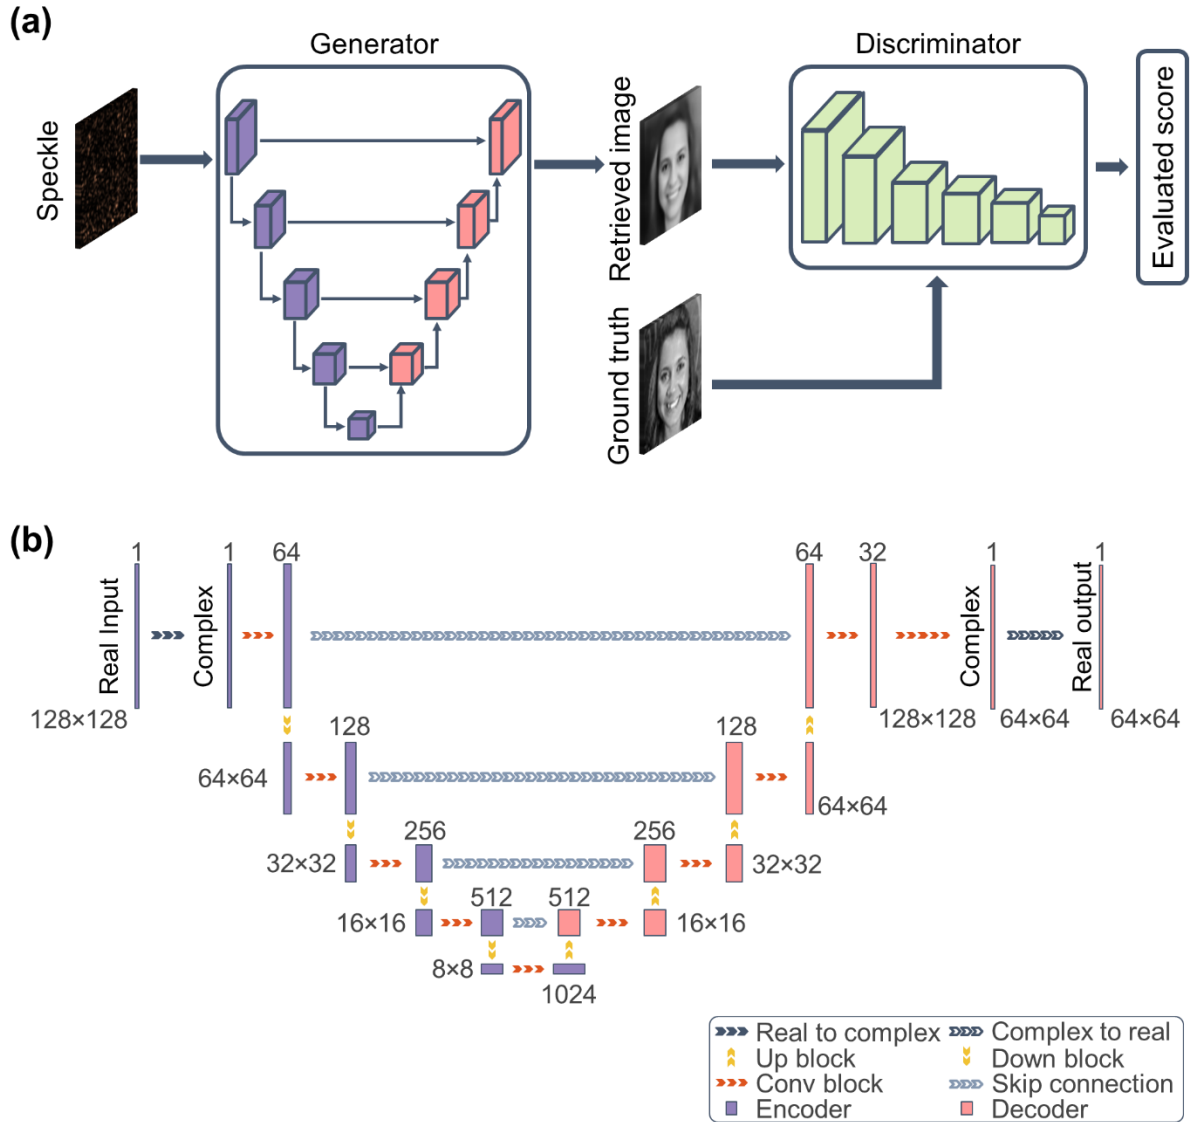 (a)
Generator
Discriminator
Speckle
Retrieved image
Ground truth
Evaluated score
(b)
1
1
64
64
32
1
1
Real Input
Complex
Complex
Real output
128×128
128×128
64×64
64×64
128
128
64×64
64×64
256
256
32×32
32×32
512
512
16×16
16×16
8×8
1024
Real to complex
Complex to real
Up block
Down block
Conv block
Skip connection
Encoder
Decoder